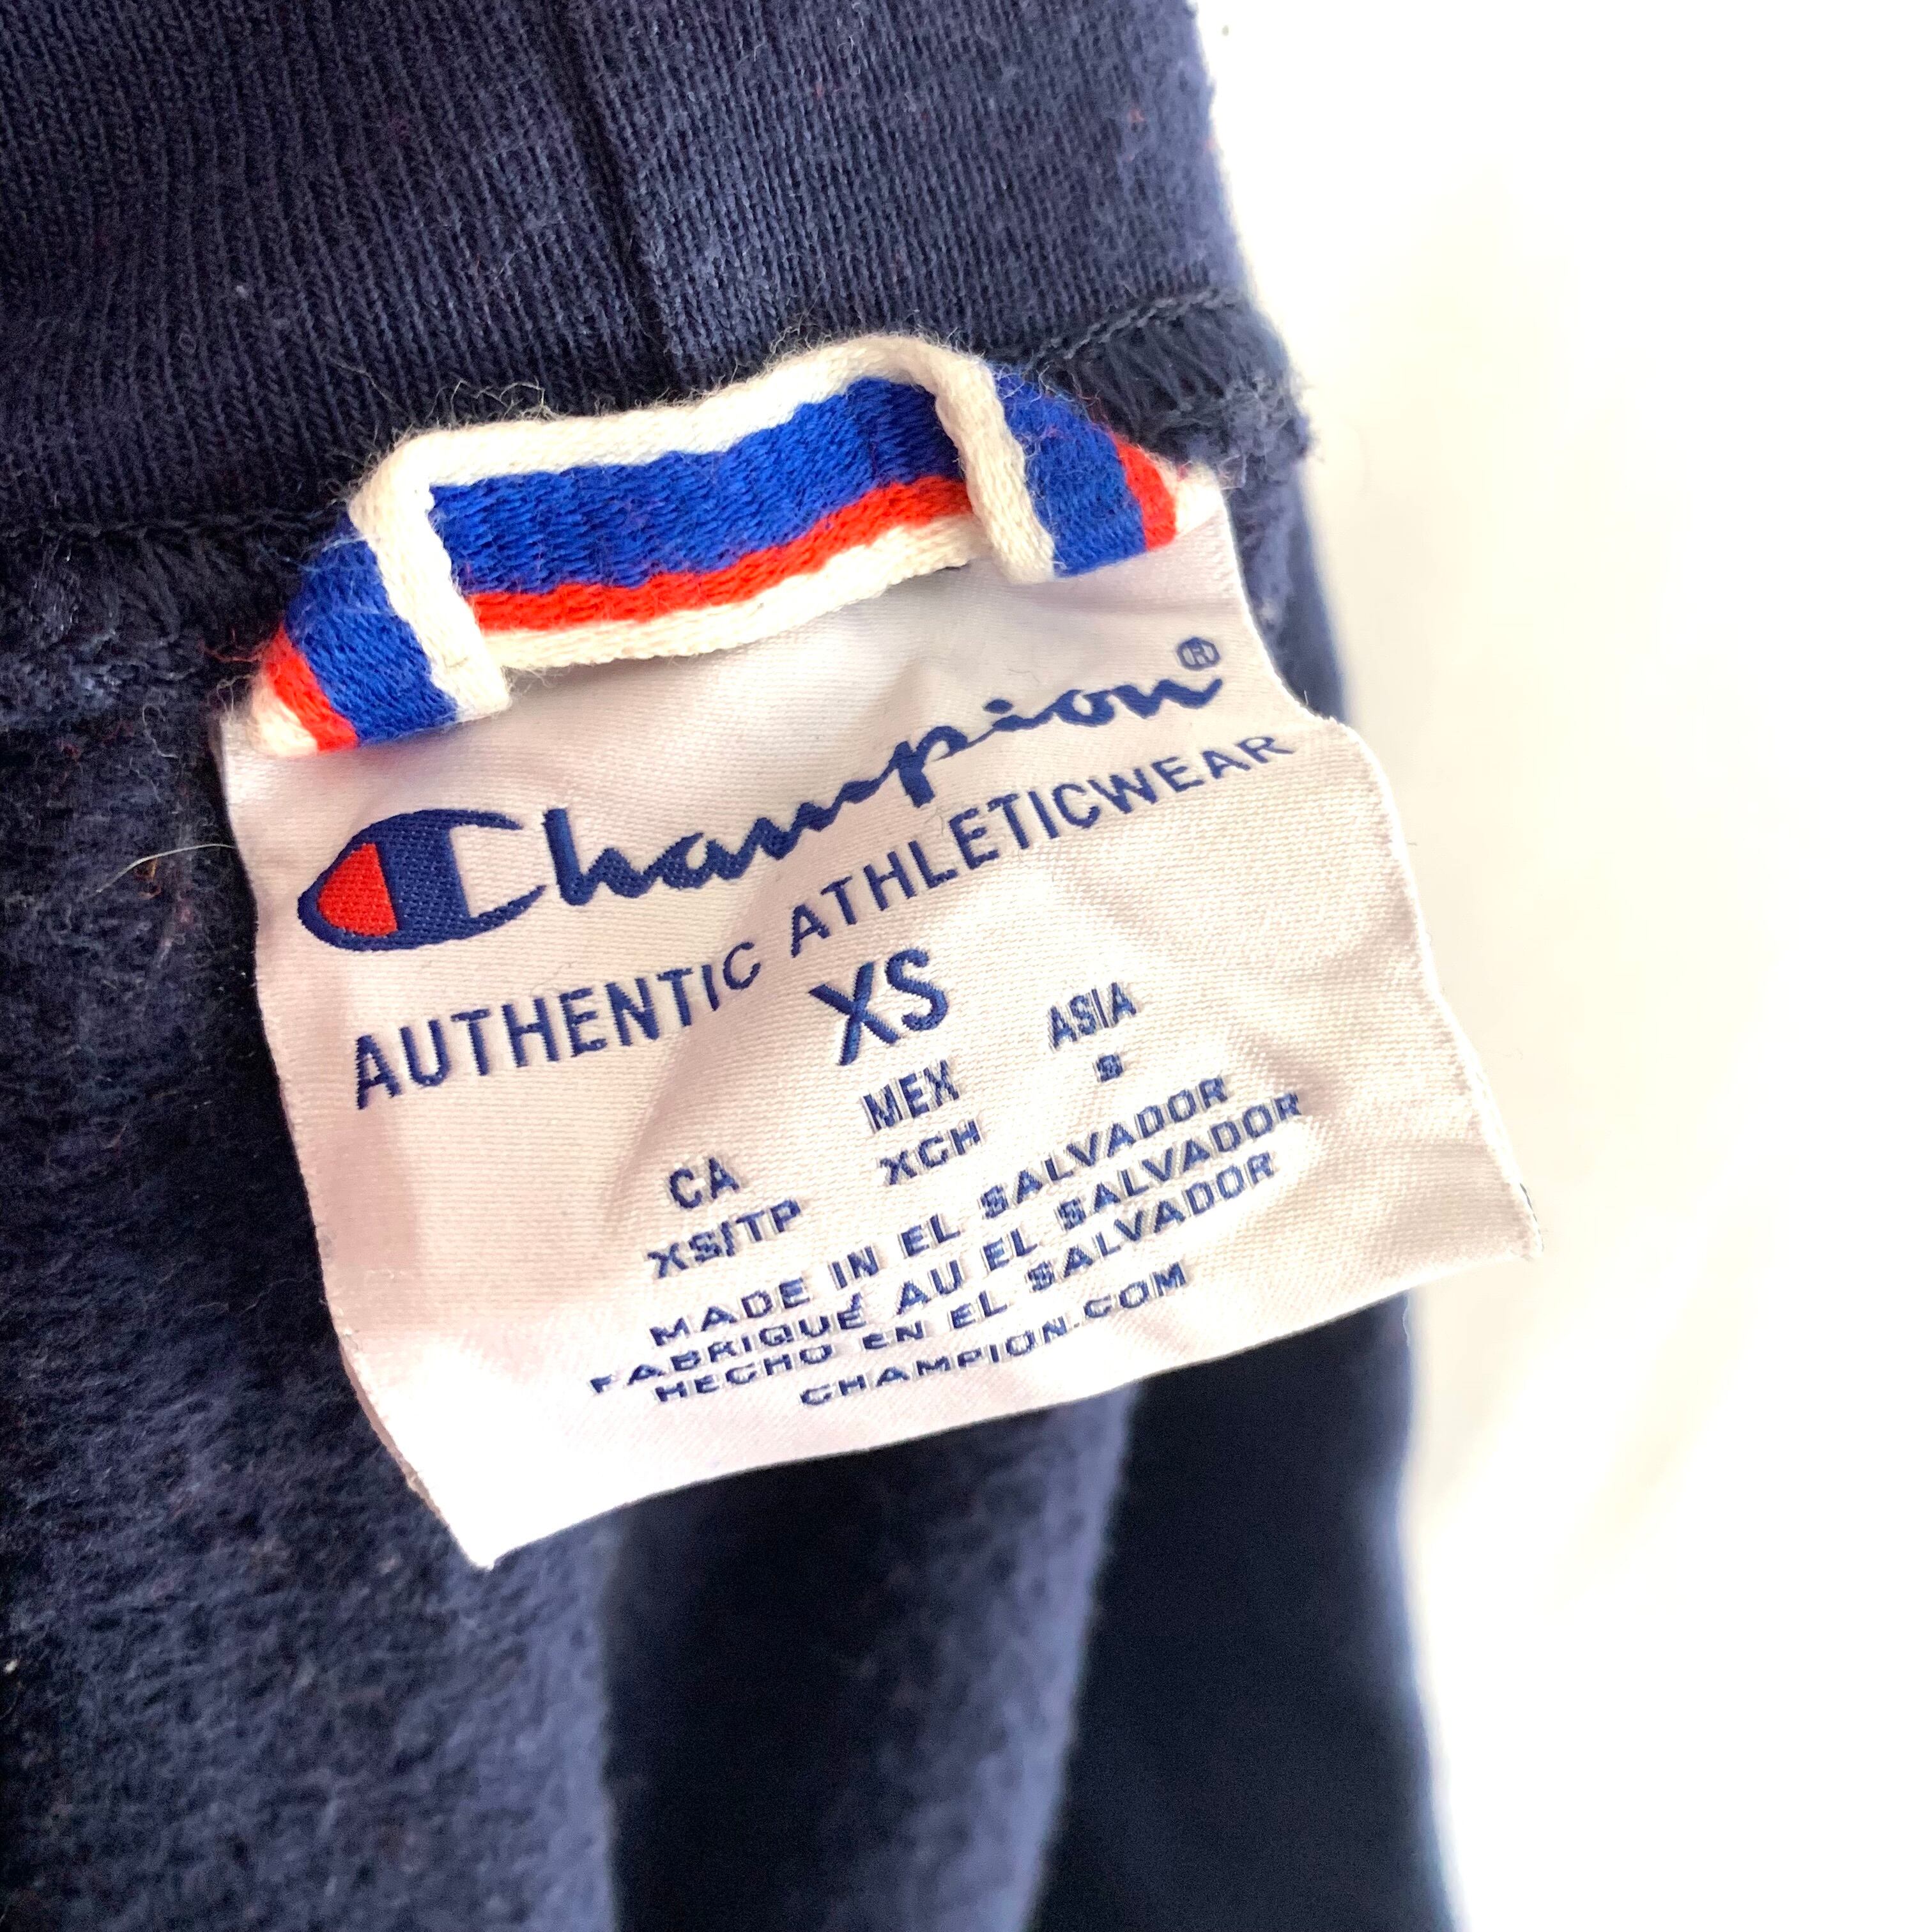 Champion®
AUTHENTIC ATHLETICWEAR
XS
CA MEX ASIA
XS/TP XCH S
MADE IN EL SALVADOR
FABRIQUÉ AU EL SALVADOR
HECHO EN EL SALVADOR
CHAMPION.COM